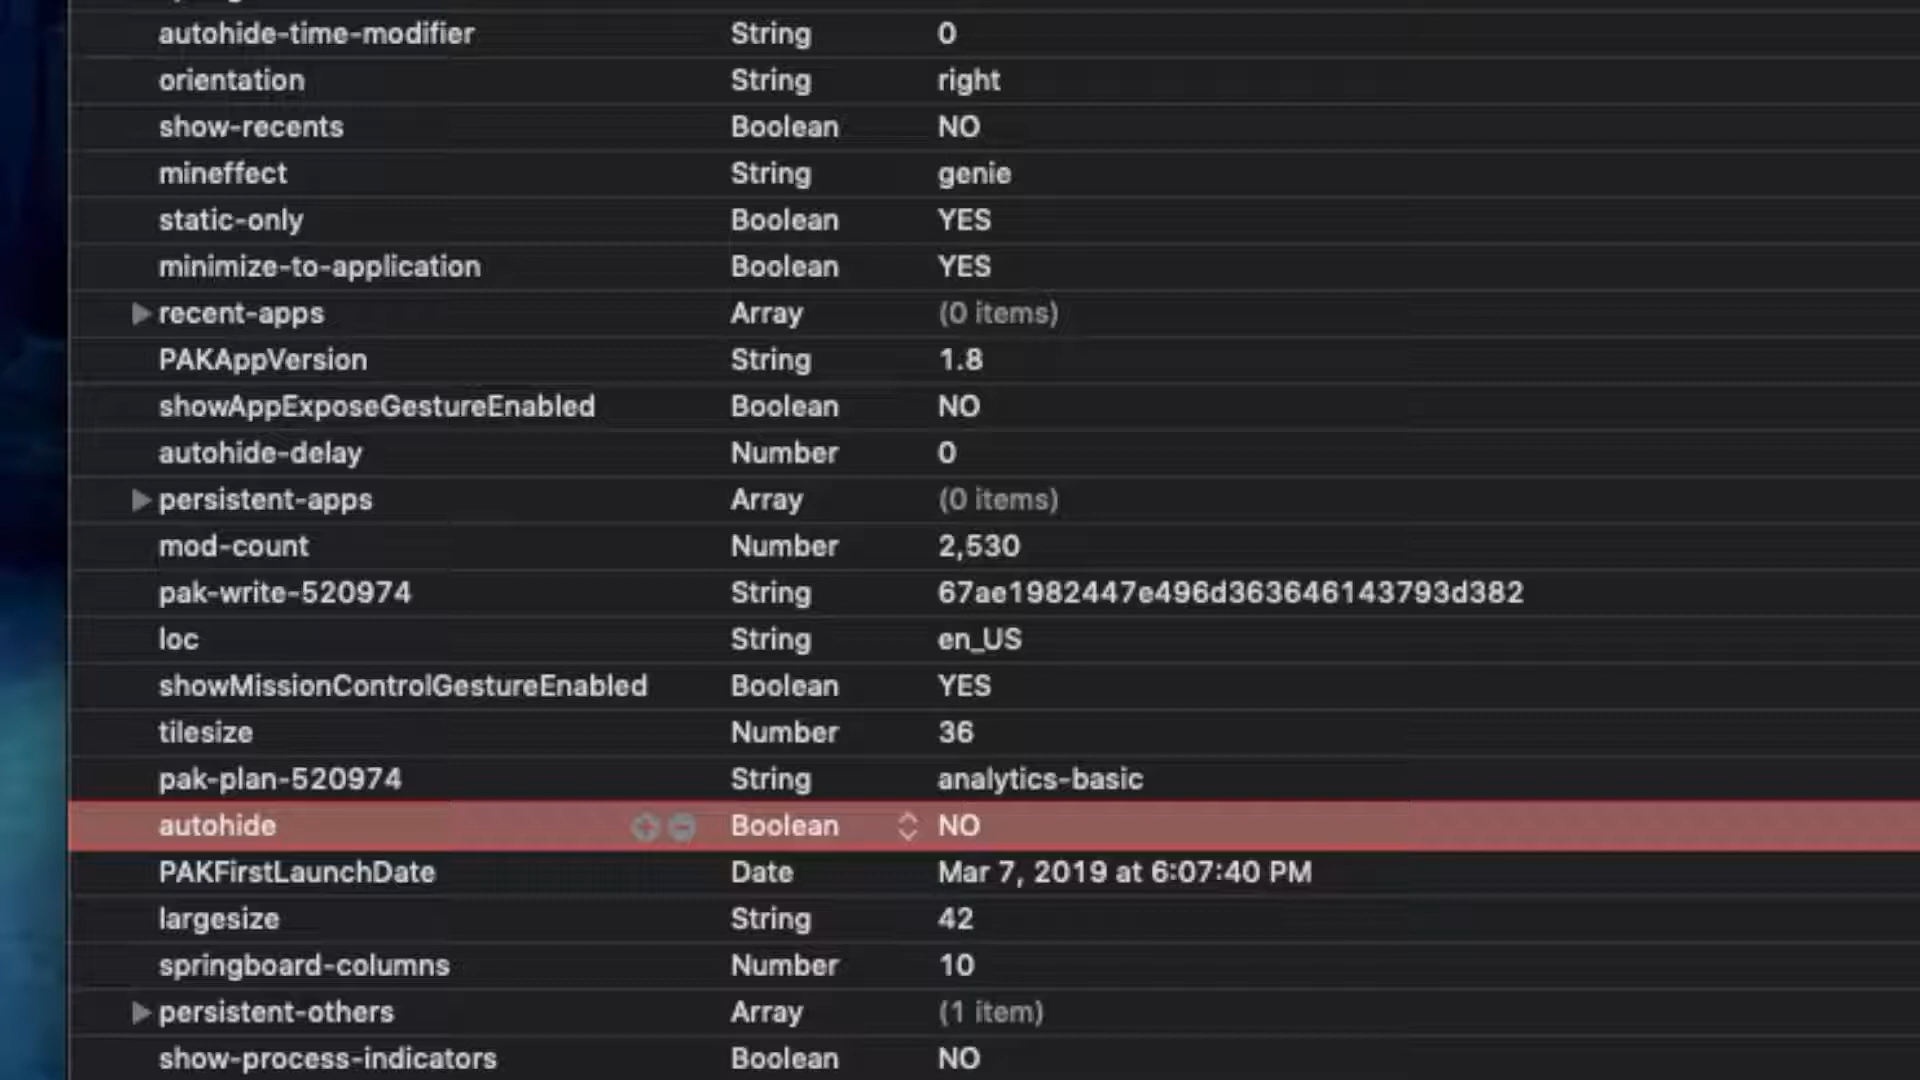 autohide-time-modifier String 0
orientation String right
show-recents Boolean NO
mineffect String genie
static-only Boolean YES
minimize-to-application Boolean YES
recent-apps Array (0 items)
PAKAppVersion String 1.8
showAppExposeGestureEnabled Boolean NO
autohide-delay Number 0
persistent-apps Array (0 items)
mod-count Number 2,530
pak-write-520974 String 67ae1982447e496d363646143793d382
loc String en_US
showMissionControlGestureEnabled Boolean YES
tilesize Number 36
pak-plan-520974 String analytics-basic
autohide Boolean NO
PAKFirstLaunchDate Date Mar 7, 2019 at 6:07:40 PM
largesize String 42
springboard-columns Number 10
persistent-others Array (1 item)
show-process-indicators Boolean NO